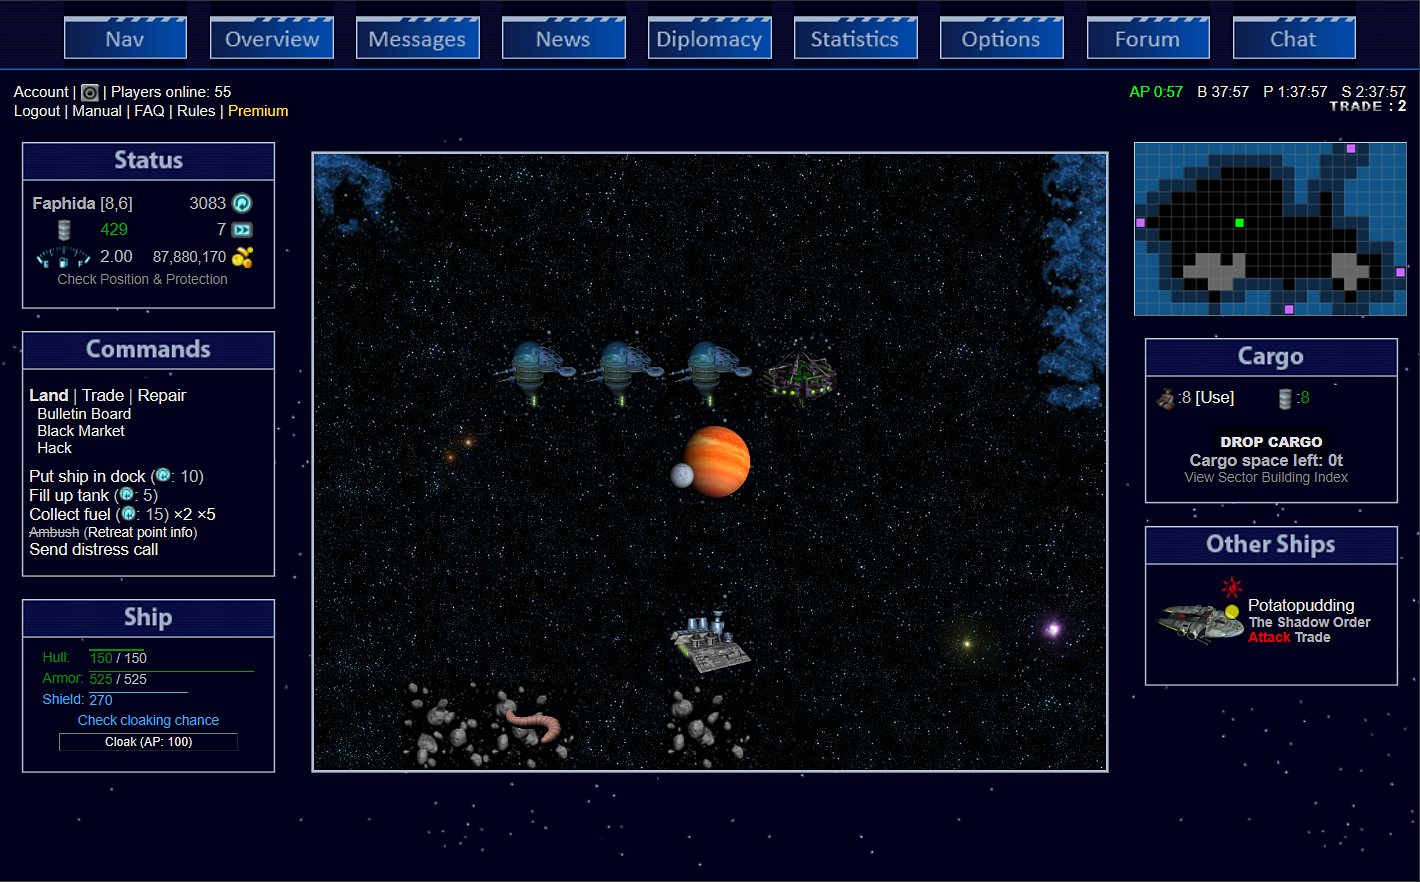 Nav Overview Messages News Diplomacy Statistics Options Forum Chat
Account | | Players online: 55
Logout | Manual | FAQ | Rules | Premium
AP 0:57 B 37:57 P 1:37:57 S 2:37:57
TRADE : 2
Status
Faphida [8,6] 3083
429 7
2.00 87,880,170
Check Position & Protection
Commands
Land | Trade | Repair
Bulletin Board
Black Market
Hack
Put ship in dock ( : 10)
Fill up tank ( : 5)
Collect fuel ( : 15) ×2 ×5
Ambush (Retreat point info)
Send distress call
Ship
Hull: 150 / 150
Armor: 525 / 525
Shield: 270
Check cloaking chance
Cloak (AP: 100)
Cargo
:8 [Use] :8
DROP CARGO
Cargo space left: 0t
View Sector Building Index
Other Ships
Potatopudding
The Shadow Order
Attack Trade